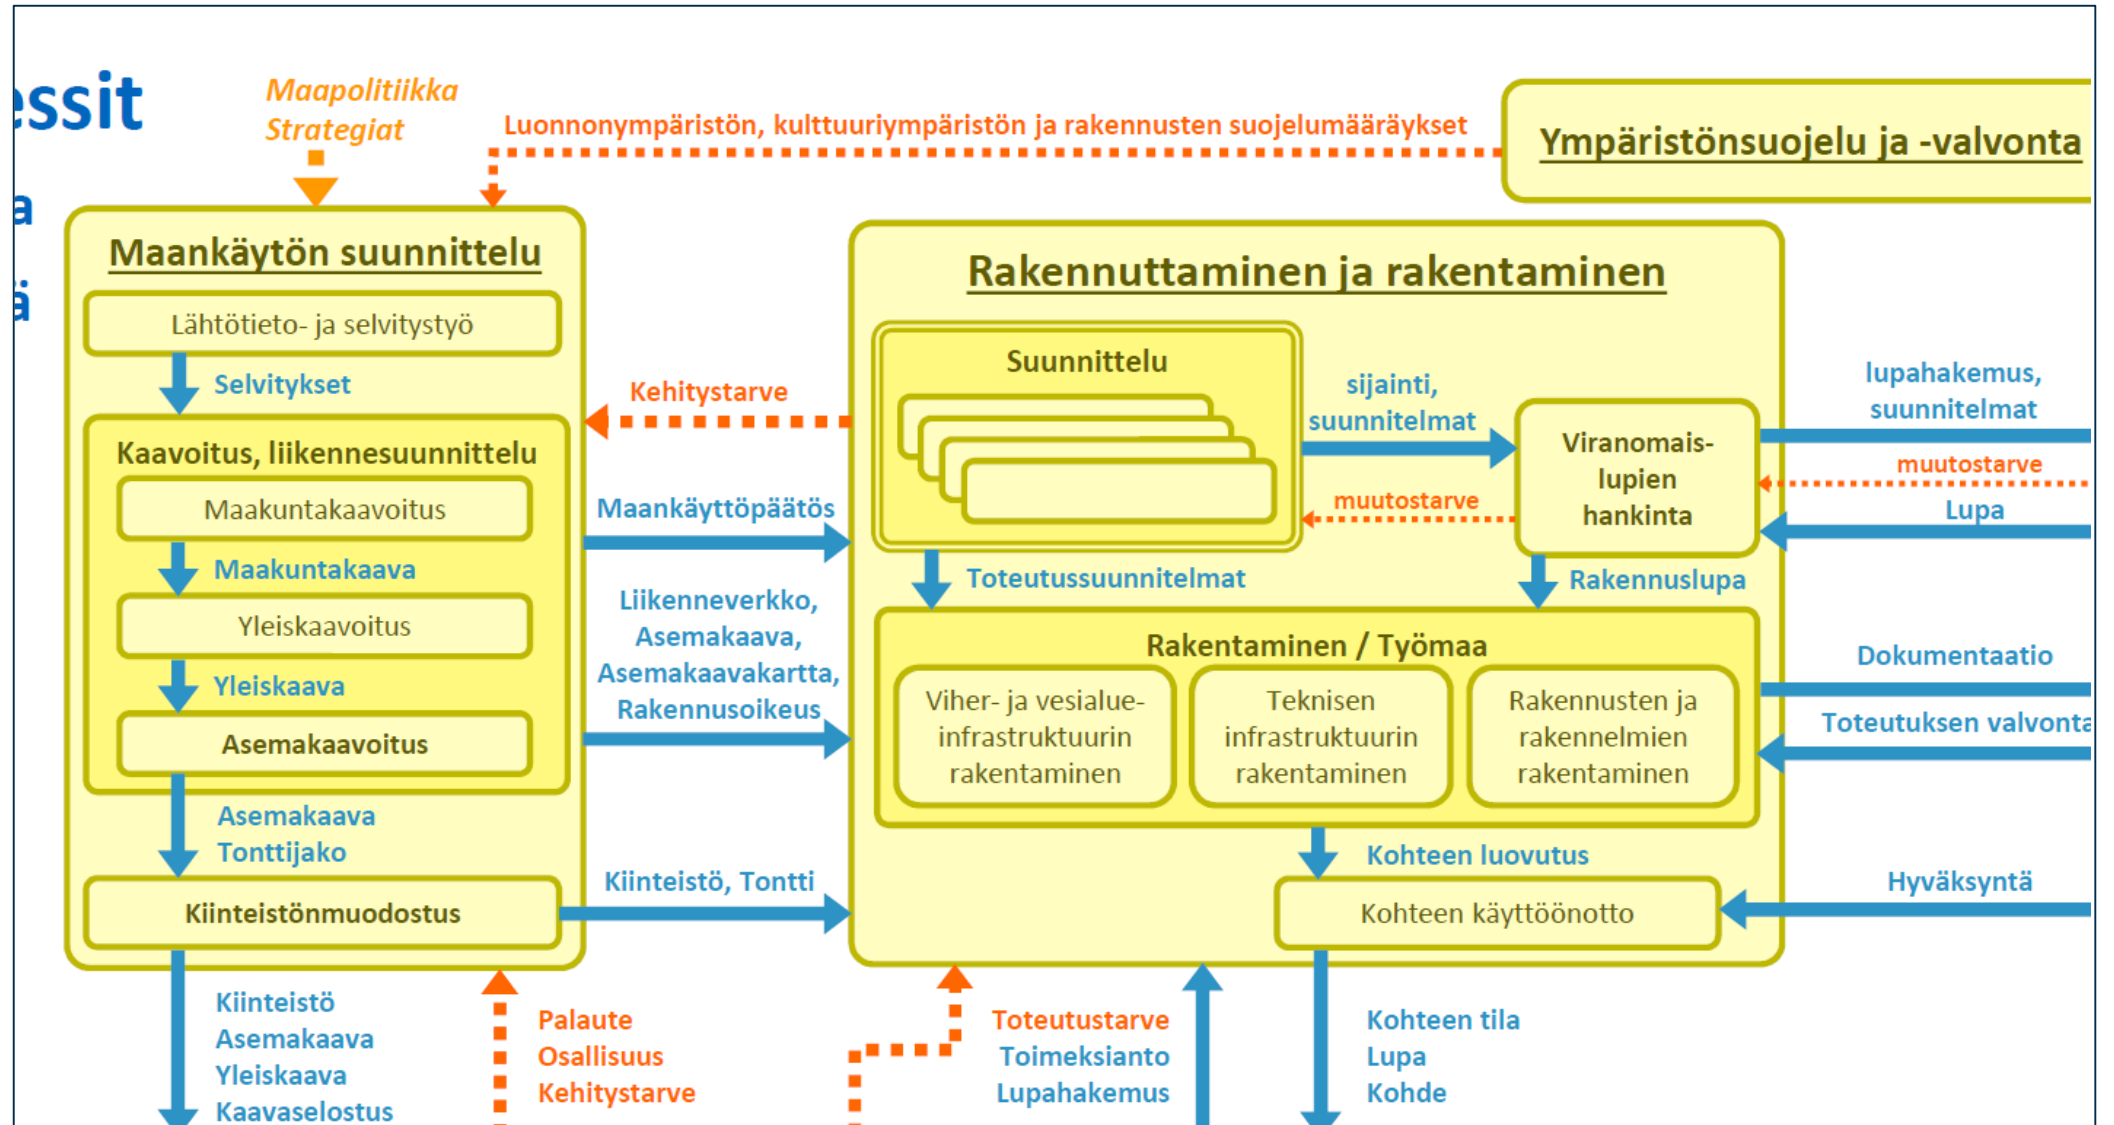 essit
a
ä
Maapolitiikka
Strategiat
Luonnonympäristön, kulttuuriympäristön ja rakennusten suojelumääräykset
Ympäristönsuojelu ja -valvonta
Maankäytön suunnittelu
Lähtötieto- ja selvitystyö
Selvitykset
Kaavoitus, liikennesuunnittelu
Maakuntakaavoitus
Maakuntakaava
Yleiskaavoitus
Yleiskaava
Asemakaavoitus
Asemakaava
Tonttijako
Kiinteistönmuodostus
Kiinteistö
Asemakaava
Yleiskaava
Kaavaselostus
Kehitystarve
Maankäyttöpäätös
Liikenneverkko,
Asemakaava,
Asemakaavakartta,
Rakennusoikeus
Kiinteistö, Tontti
Palaute
Osallisuus
Kehitystarve
Rakennuttaminen ja rakentaminen
Suunnittelu
sijainti,
suunnitelmat
muutostarve
Viranomais-
lupien
hankinta
Toteutussuunnitelmat
Rakennuslupa
Rakentaminen / Työmaa
Viher- ja vesialue-
infrastruktuurin
rakentaminen
Teknisen
infrastruktuurin
rakentaminen
Rakennusten ja
rakennelmien
rakentaminen
Kohteen luovutus
Kohteen käyttöönotto
Toteutustarve
Toimeksianto
Lupahakemus
Kohteen tila
Lupa
Kohde
lupahakemus,
suunnitelmat
muutostarve
Lupa
Dokumentaatio
Toteutuksen valvonta
Hyväksyntä